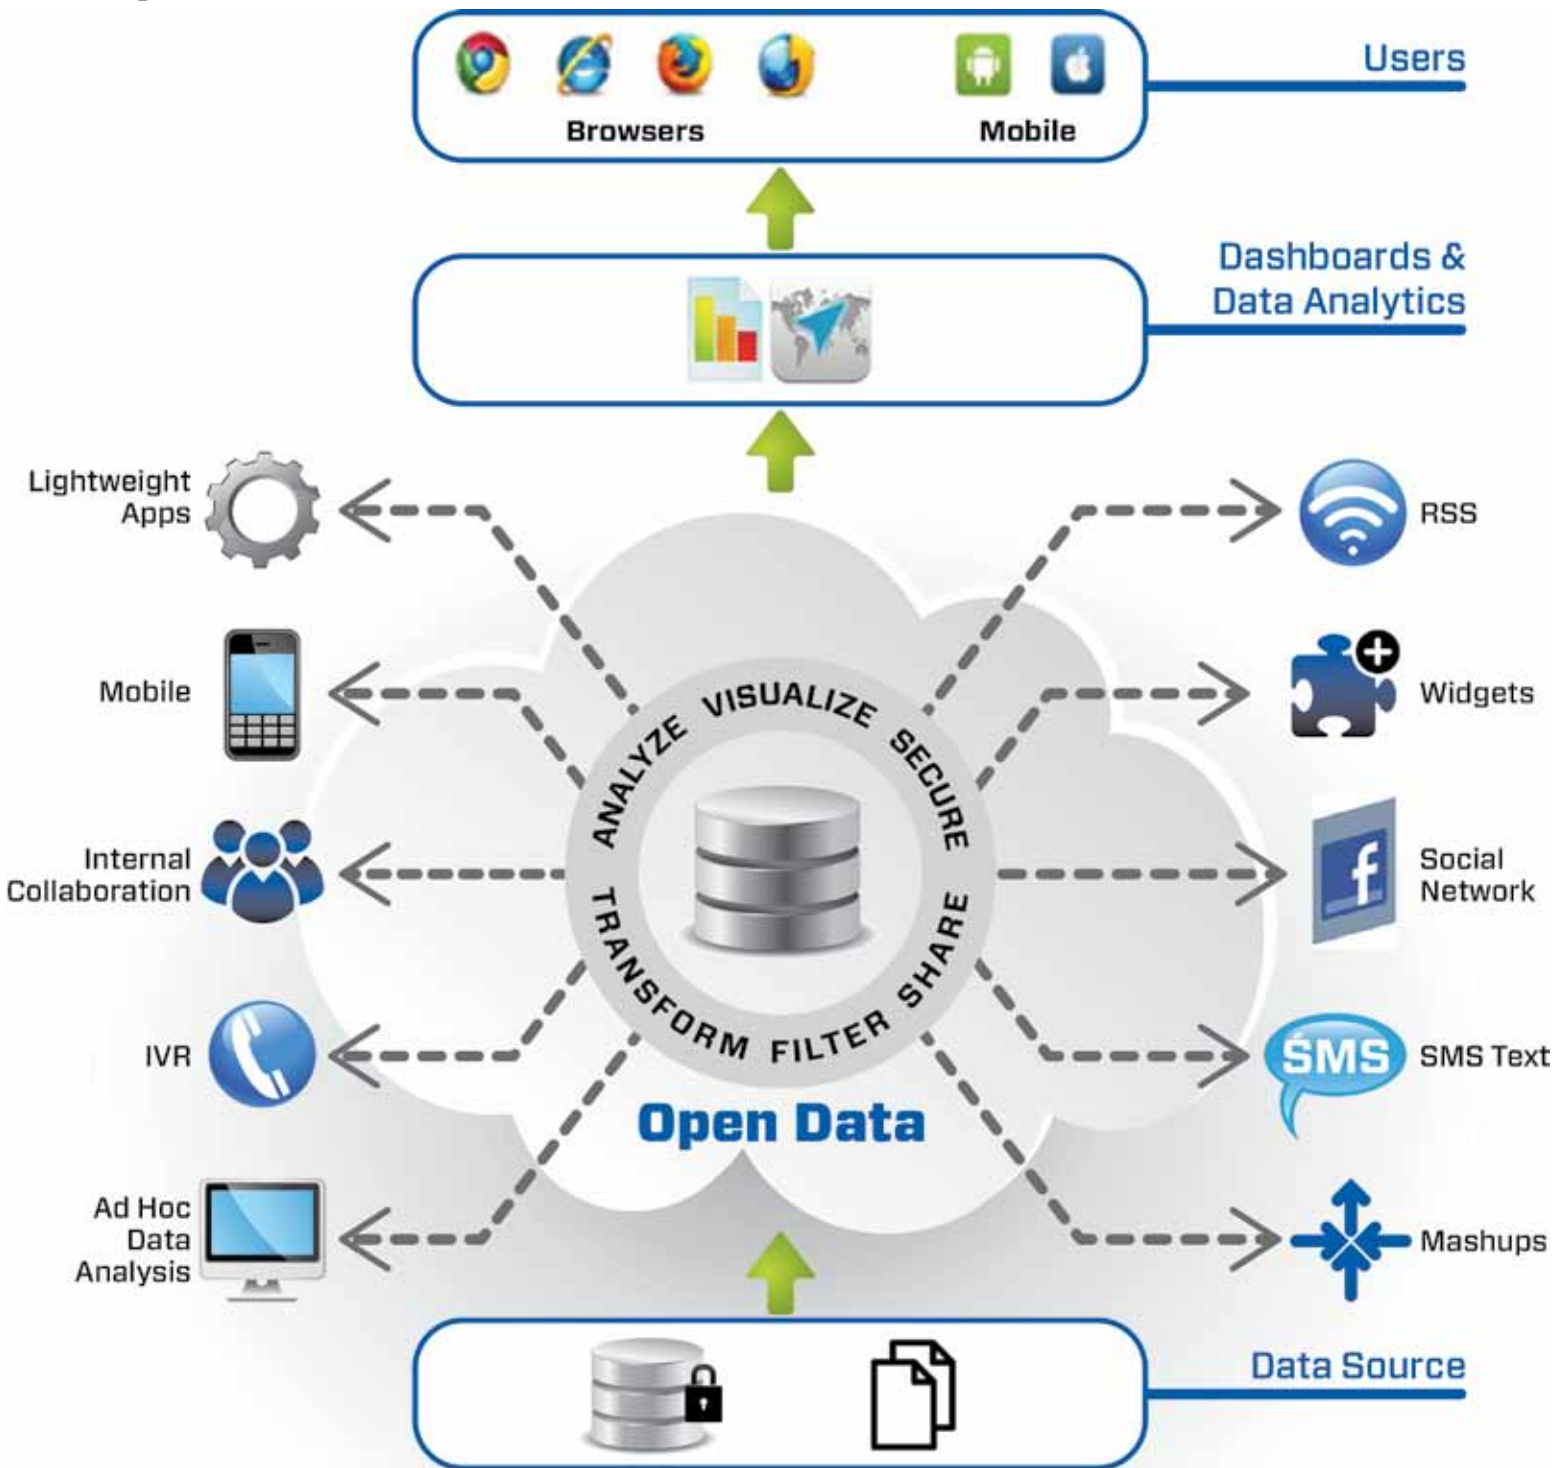 Users
Browsers
Mobile
Dashboards &
Data Analytics
Lightweight
Apps
RSS
Mobile
Widgets
ANALYZE VISUALIZE SECURE
TRANSFORM FILTER SHARE
Internal
Collaboration
Social
Network
f
IVR
SMS
SMS Text
Open Data
Ad Hoc
Data
Analysis
Mashups
Data Source